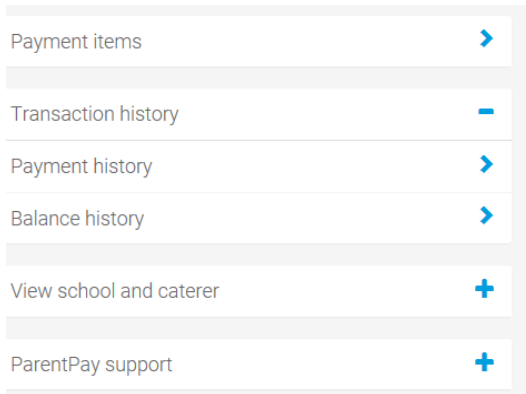 Payment items
Transaction history
Payment history
Balance history
View school and caterer
ParentPay support